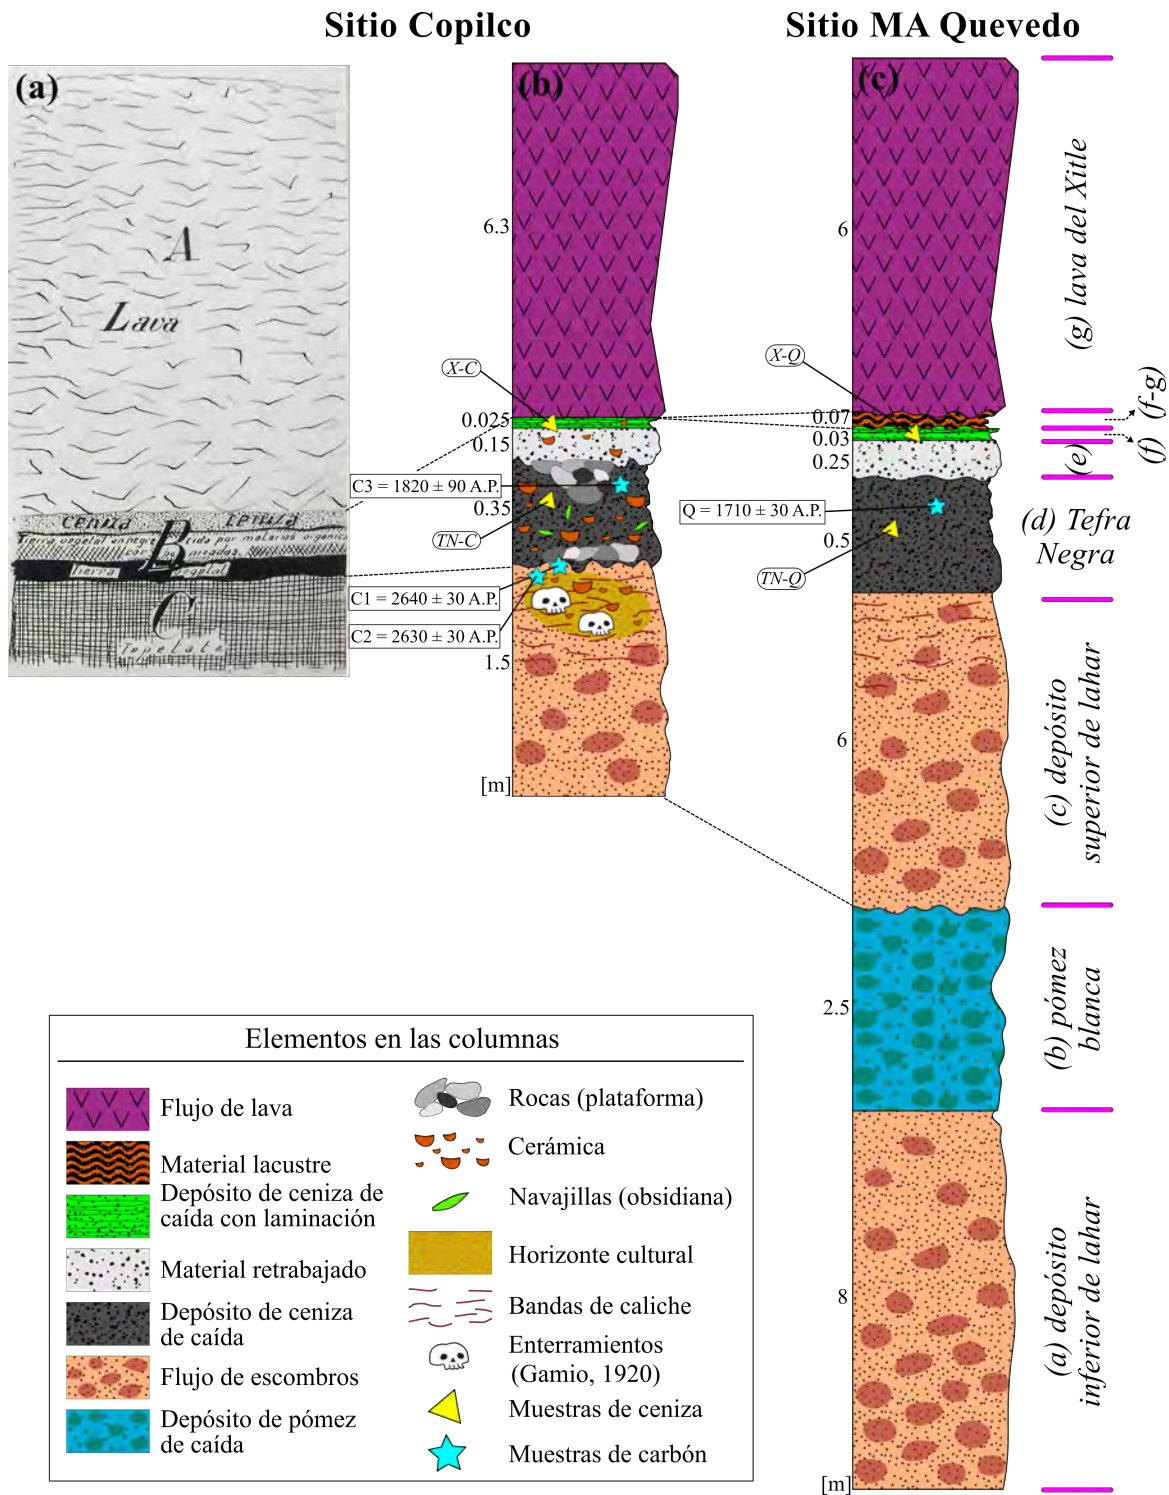 Sitio Copilco
Sitio MA Quevedo
(a)
A
Lava
ceniza
ceniza
B
Tierra
vegetal
C
Tepetate
(b)
6.3
X-C
0.025
0.15
C3 = 1820 ± 90 A.P.
0.35
TN-C
C1 = 2640 ± 30 A.P.
C2 = 2630 ± 30 A.P.
1.5
[m]
(c)
6
X-Q
0.07
0.03
0.25
Q = 1710 ± 30 A.P.
0.5
TN-Q
6
2.5
8
[m]
(g) lava del Xitle
(f-g)
(f)
(e)
(d) Tefra
Negra
(c) depósito
superior de lahar
(b) pómez
blanca
(a) depósito
inferior de lahar
Elementos en las columnas
Flujo de lava
Material lacustre
Depósito de ceniza de
caída con laminación
Material retrabajado
Depósito de ceniza
de caída
Flujo de escombros
Depósito de pómez
de caída
Rocas (plataforma)
Cerámica
Navajillas (obsidiana)
Horizonte cultural
Bandas de caliche
Enterramientos
(Gamio, 1920)
Muestras de ceniza
Muestras de carbón